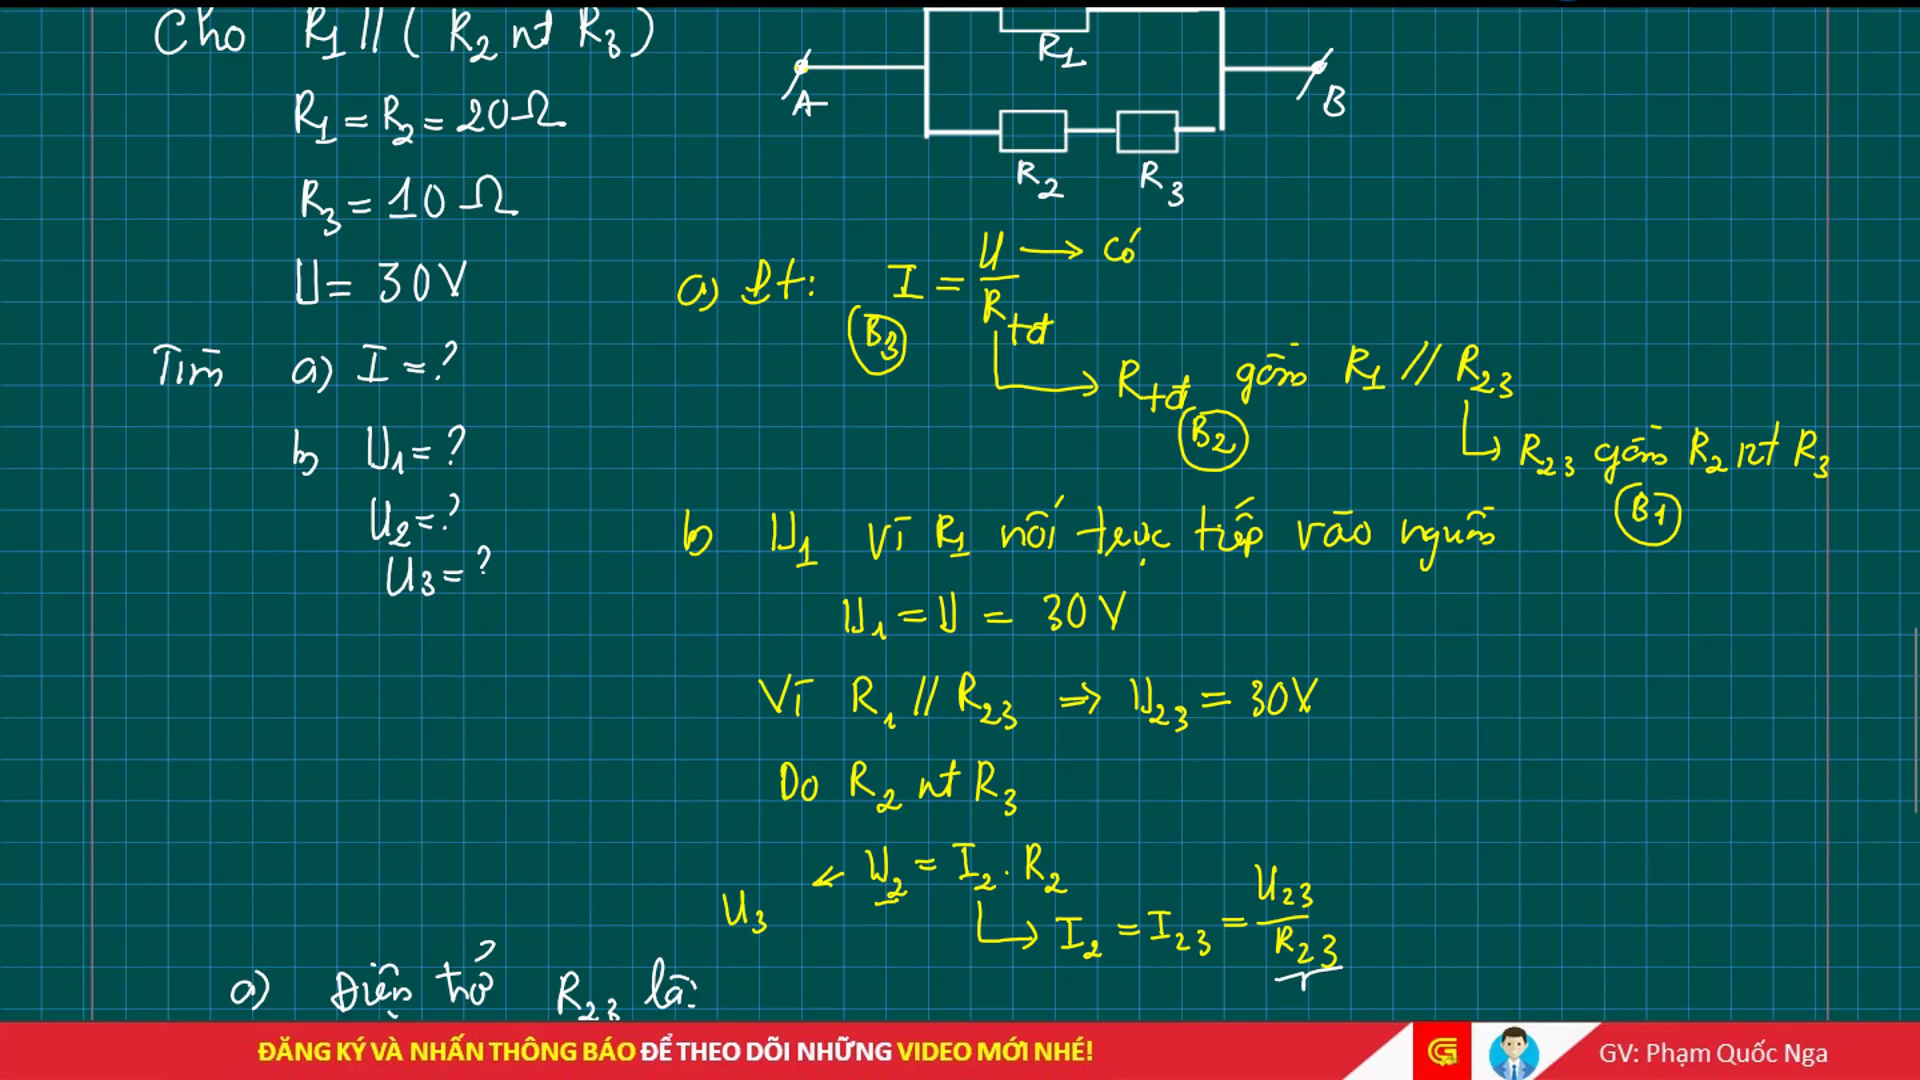 Cho R1 // ( R2 nt R3 )
R1 = R2 = 20Ω
R3 = 10 Ω
U = 30V
Tìm a) I = ?
b U1 = ?
U2 = ?
U3 = ?
R1
A
B
R2 R3
a) Pt: I = U/Rtđ → có
B3
Rtđ gồm R1 // R23
B2
R23 gồm R2 nt R3
B1
b U1 vì R1 nối trực tiếp vào nguồn
U1 = U = 30V
Vì R1 // R23 ⇒ U23 = 30V
Do R2 nt R3
U3 ← U2 = I2 . R2
I2 = I23 = U23/R23
a) Điện trở R23 là:
ĐĂNG KÝ VÀ NHẤN THÔNG BÁO ĐỂ THEO DÕI NHỮNG VIDEO MỚI NHÉ!
GV: Phạm Quốc Nga